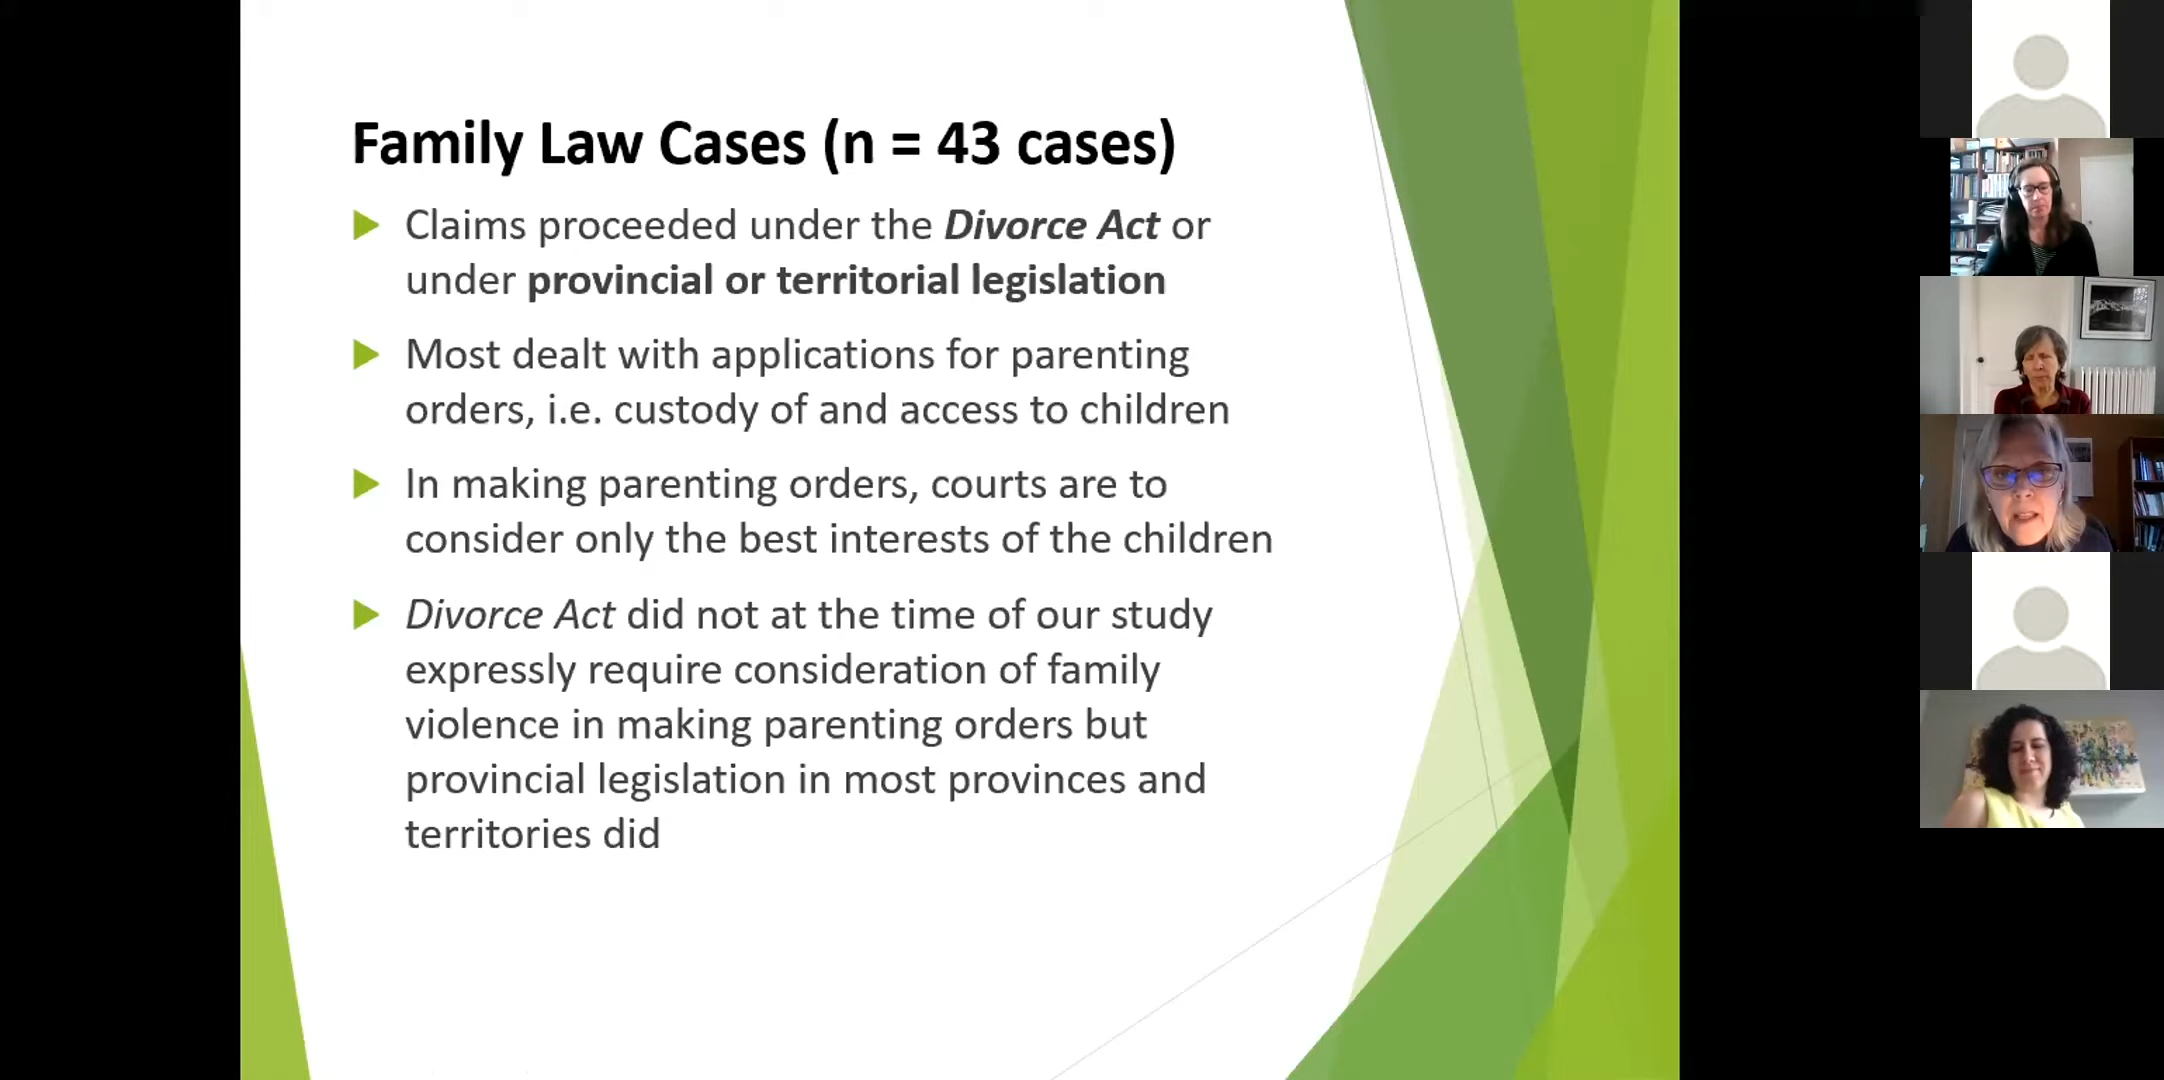 Family Law Cases (n = 43 cases)
Claims proceeded under the Divorce Act or
under provincial or territorial legislation
Most dealt with applications for parenting
orders, i.e. custody of and access to children
In making parenting orders, courts are to
consider only the best interests of the children
Divorce Act did not at the time of our study
expressly require consideration of family
violence in making parenting orders but
provincial legislation in most provinces and
territories did